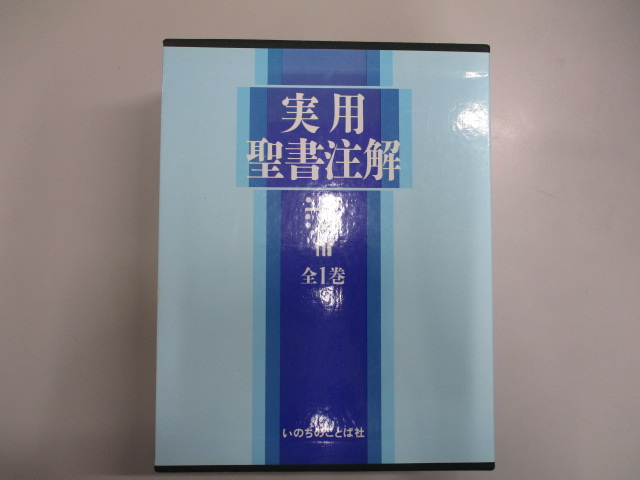 実用
聖書注解
全1巻
いのちのことば社